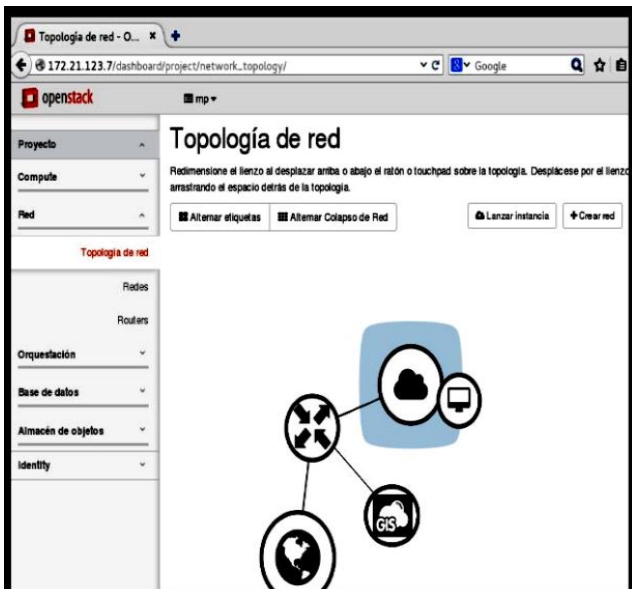 Topología de red - O...
172.21.123.7/dashboard/project/network_topology/
Google
openstack
mp
Proyecto
Compute
Red
Topología de red
Redes
Routers
Orquestación
Base de datos
Almacén de objetos
Identity
Topología de red
Redimensione el lienzo al desplazar arriba o abajo el ratón o touchpad sobre la topología. Desplácese por el lienzo
arrastrando el espacio detrás de la topología.
Alternar etiquetas
Alternar Colapso de Red
Lanzar instancia
+Crear red
GIS